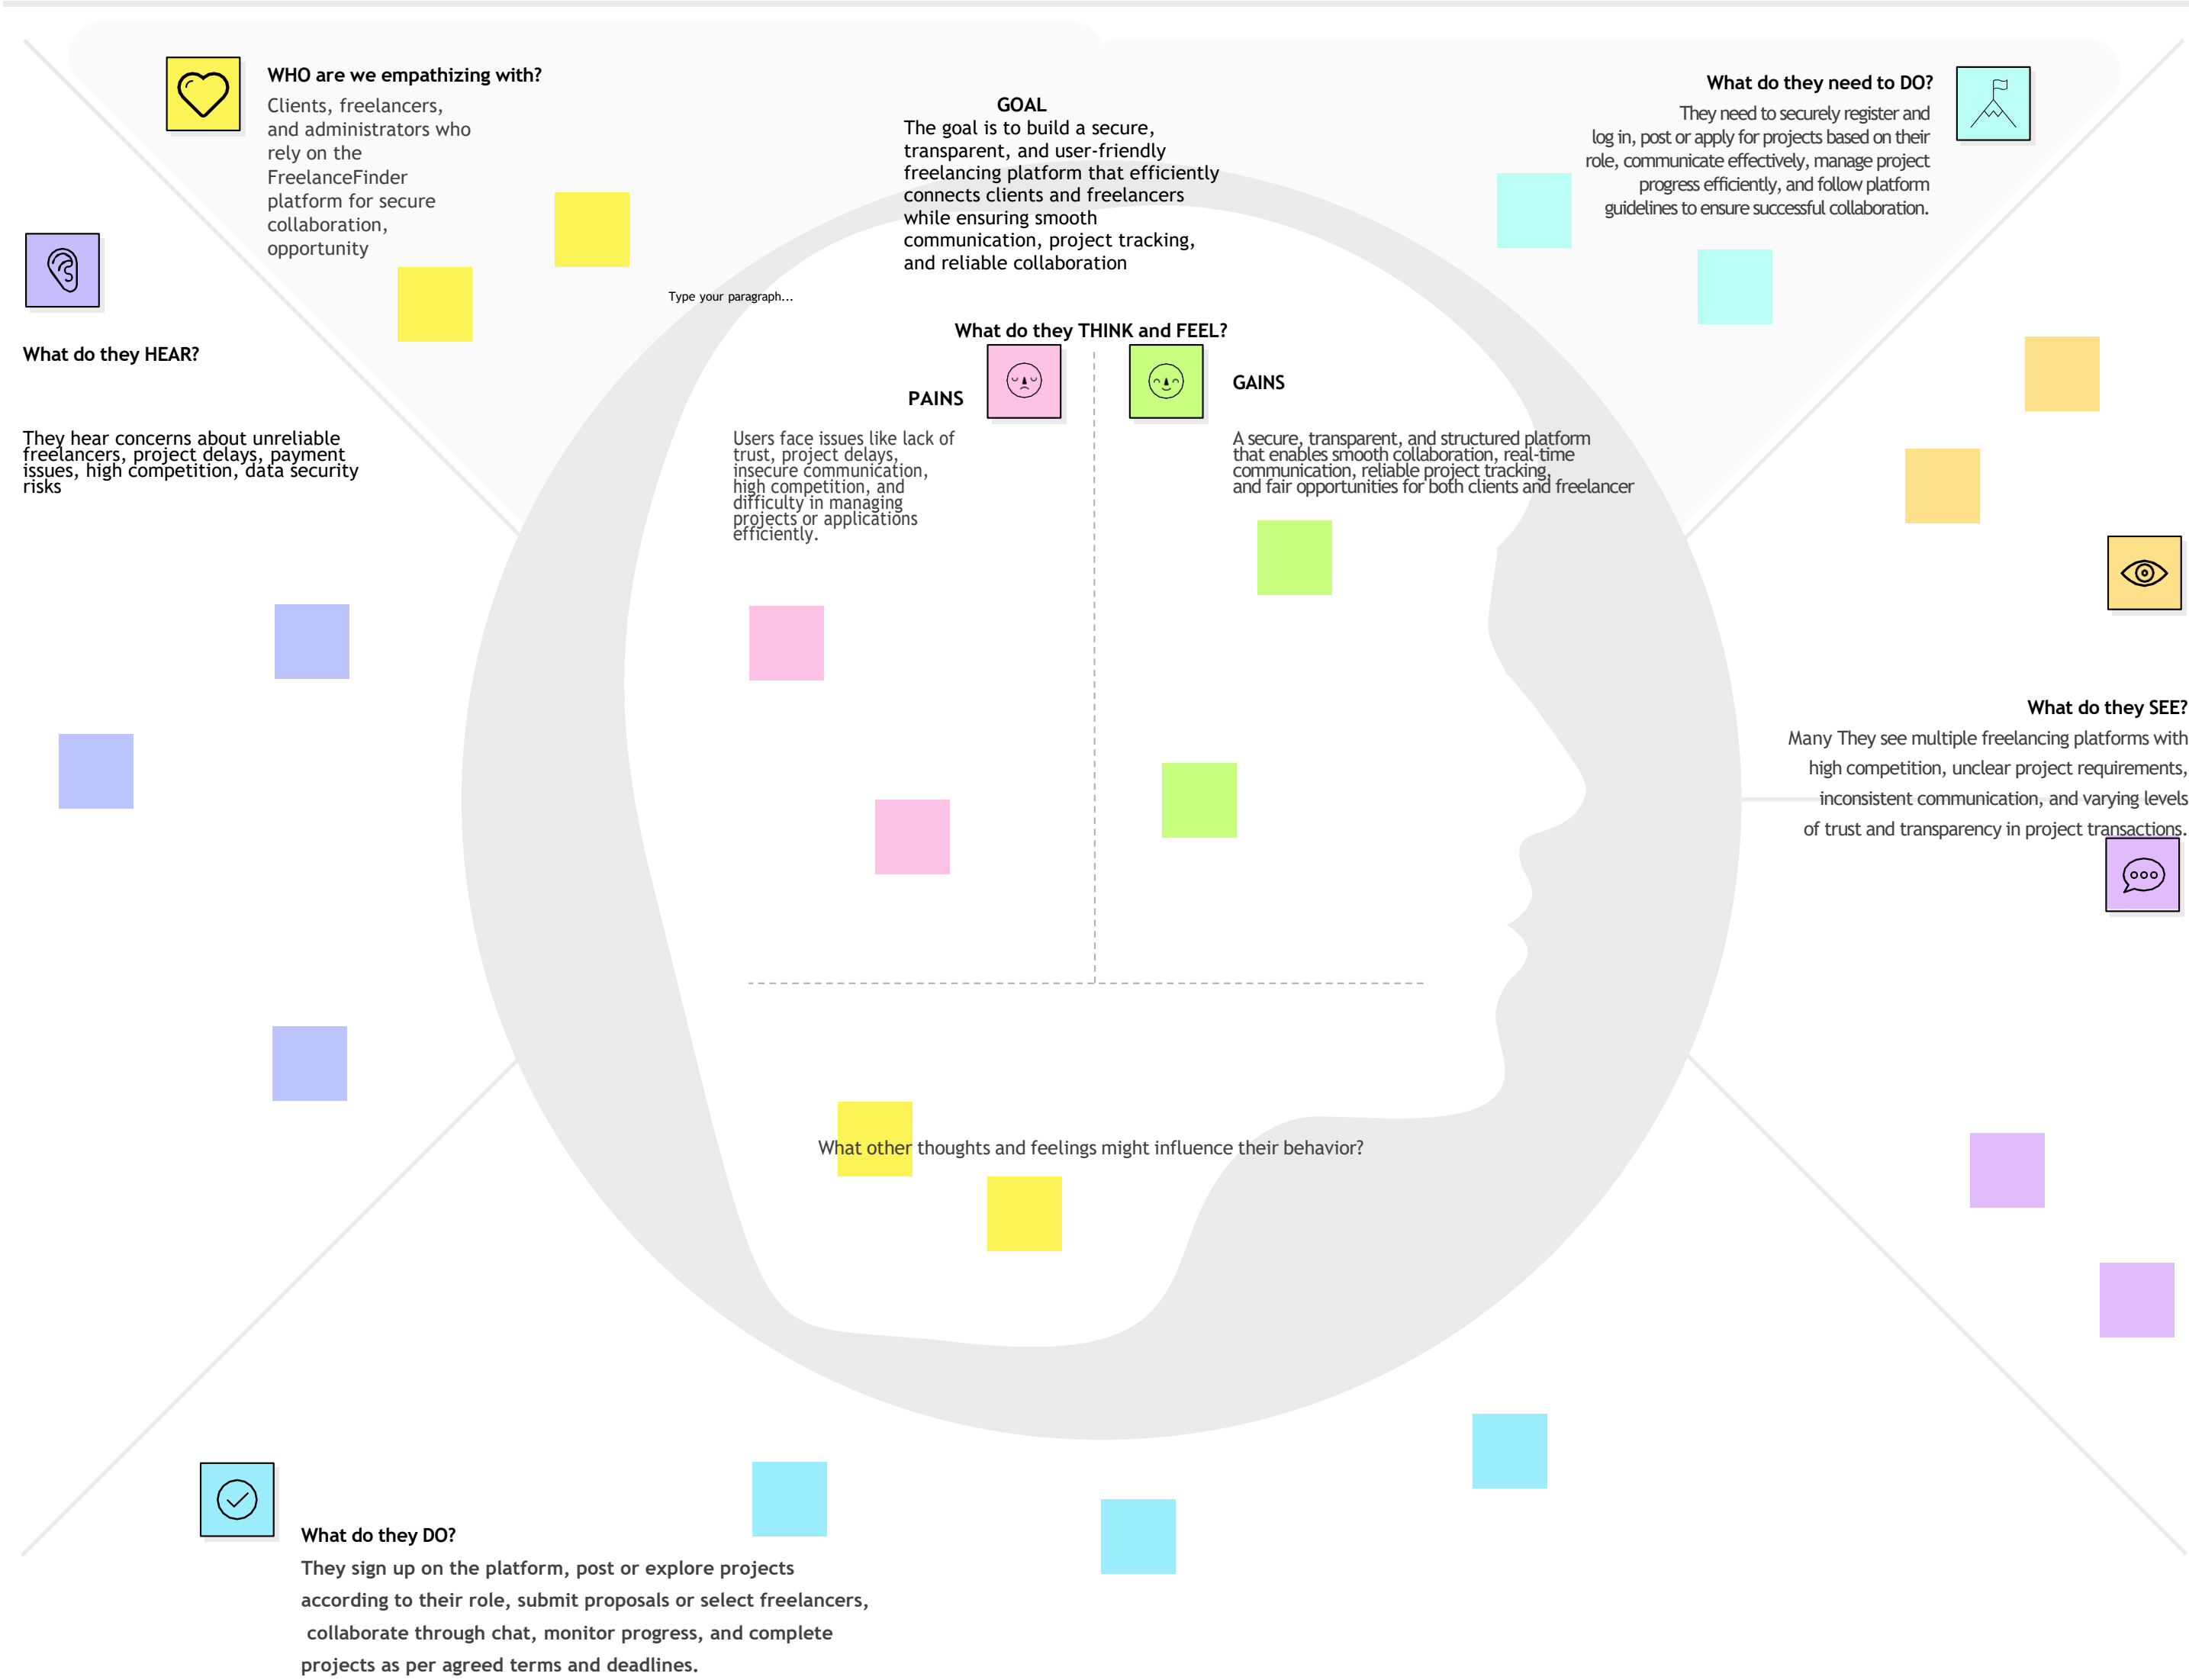 WHO are we empathizing with?
Clients, freelancers,
and administrators who
rely on the
FreelanceFinder
platform for secure
collaboration,
opportunity
GOAL
The goal is to build a secure,
transparent, and user-friendly
freelancing platform that efficiently
connects clients and freelancers
while ensuring smooth
communication, project tracking,
and reliable collaboration
What do they need to DO?
They need to securely register and
log in, post or apply for projects based on their
role, communicate effectively, manage project
progress efficiently, and follow platform
guidelines to ensure successful collaboration.
Type your paragraph...
What do they HEAR?
They hear concerns about unreliable
freelancers, project delays, payment
issues, high competition, data security
risks
What do they THINK and FEEL?
PAINS
Users face issues like lack of
trust, project delays,
insecure communication,
high competition, and
difficulty in managing
projects or applications
efficiently.
GAINS
A secure, transparent, and structured platform
that enables smooth collaboration, real-time
communication, reliable project tracking,
and fair opportunities for both clients and freelancer
What do they SEE?
Many They see multiple freelancing platforms with
high competition, unclear project requirements,
inconsistent communication, and varying levels
of trust and transparency in project transactions.
What other thoughts and feelings might influence their behavior?
What do they DO?
They sign up on the platform, post or explore projects
according to their role, submit proposals or select freelancers,
collaborate through chat, monitor progress, and complete
projects as per agreed terms and deadlines.